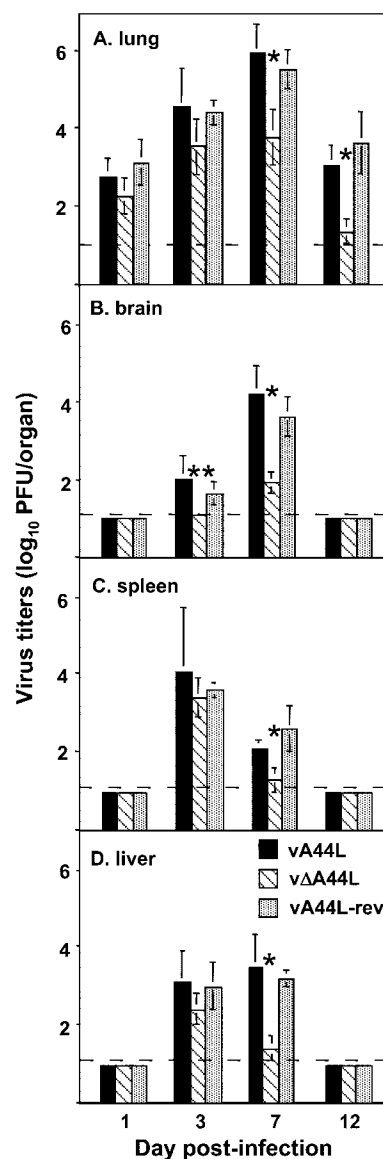 A. lung
6
*
4
*
2
B. brain
6
4
*
**
2
C. spleen
6
4
*
2
D. liver
vA44L
6
vΔA44L
vA44L-rev
4
*
2
1 3 7 12
Day post-infection
Virus titers (log10 PFU/organ)